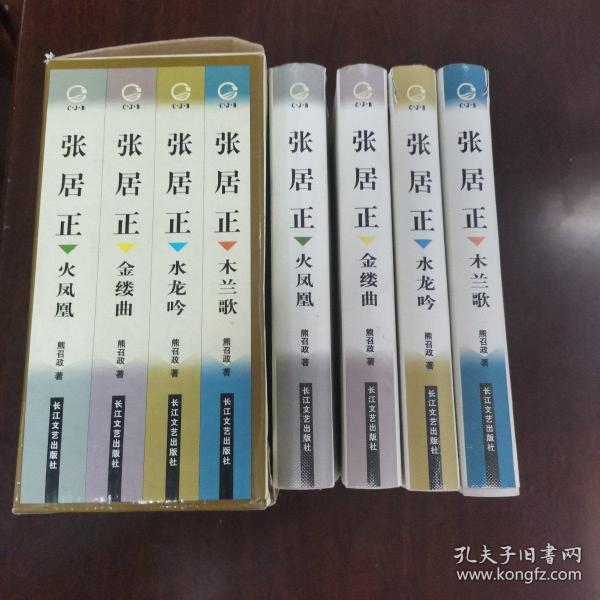 张居正
火凤凰
熊召政 著
长江文艺出版社
张居正
金缕曲
熊召政 著
长江文艺出版社
张居正
水龙吟
熊召政 著
长江文艺出版社
张居正
木兰歌
熊召政 著
长江文艺出版社
张居正
火凤凰
熊召政 著
长江文艺出版社
张居正
金缕曲
熊召政 著
长江文艺出版社
张居正
水龙吟
熊召政 著
长江文艺出版社
张居正
木兰歌
熊召政 著
长江文艺出版社
孔夫子旧书网
www.kongfz.com